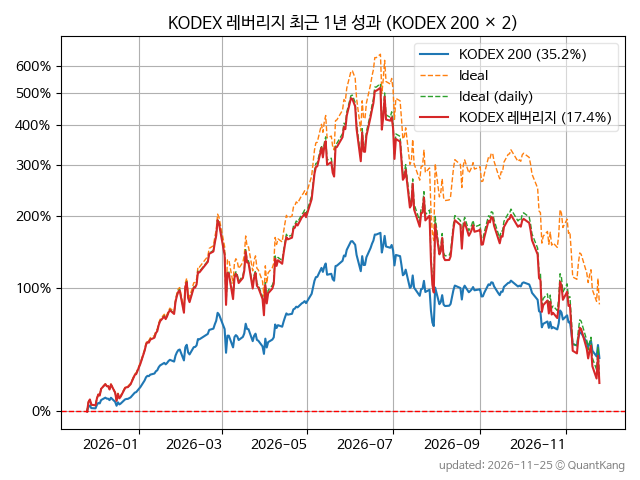 KODEX 레버리지 최근 1년 성과 (KODEX 200 × 2)
KODEX 200 (35.2%)
Ideal
Ideal (daily)
KODEX 레버리지 (17.4%)
600%
500%
400%
300%
200%
100%
0%
2026-01 2026-03 2026-05 2026-07 2026-09 2026-11
updated: 2026-11-25 © QuantKang